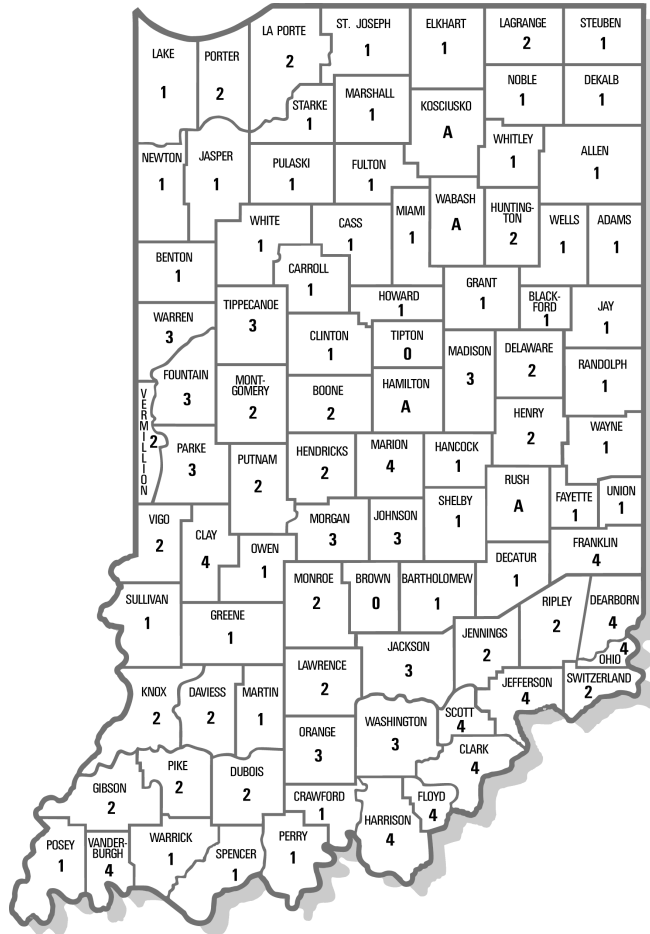 LAKE
1
PORTER
2
LA PORTE
2
ST. JOSEPH
1
ELKHART
1
LAGRANGE
2
STEUBEN
1
NOBLE
1
DEKALB
1
STARKE
1
MARSHALL
1
KOSCIUSKO
A
WHITLEY
1
ALLEN
1
NEWTON
1
JASPER
1
PULASKI
1
FULTON
1
MIAMI
1
WABASH
A
HUNTING-
TON
2
WELLS
1
ADAMS
1
WHITE
1
CASS
1
BENTON
1
CARROLL
1
GRANT
1
HOWARD
1
BLACK-
FORD
1
JAY
1
WARREN
3
TIPPECANOE
3
CLINTON
1
TIPTON
0
MADISON
3
DELAWARE
2
RANDOLPH
1
FOUNTAIN
3
MONT-
GOMERY
2
BOONE
2
HAMILTON
A
HENRY
2
WAYNE
1
VERMILLION
2
PARKE
3
PUTNAM
2
HENDRICKS
2
MARION
4
HANCOCK
1
RUSH
A
FAYETTE
1
UNION
1
SHELBY
1
VIGO
2
CLAY
4
MORGAN
3
JOHNSON
3
OWEN
1
DECATUR
1
FRANKLIN
4
MONROE
2
BROWN
0
BARTHOLOMEW
1
SULLIVAN
1
GREENE
1
RIPLEY
2
DEARBORN
4
JENNINGS
2
4
OHIO
JACKSON
3
LAWRENCE
2
JEFFERSON
4
SWITZERLAND
2
KNOX
2
DAVIESS
2
MARTIN
1
SCOTT
4
WASHINGTON
3
ORANGE
3
CLARK
4
GIBSON
2
PIKE
2
DUBOIS
2
CRAWFORD
1
FLOYD
4
HARRISON
4
POSEY
1
VANDER-
BURGH
4
WARRICK
1
SPENCER
1
PERRY
1